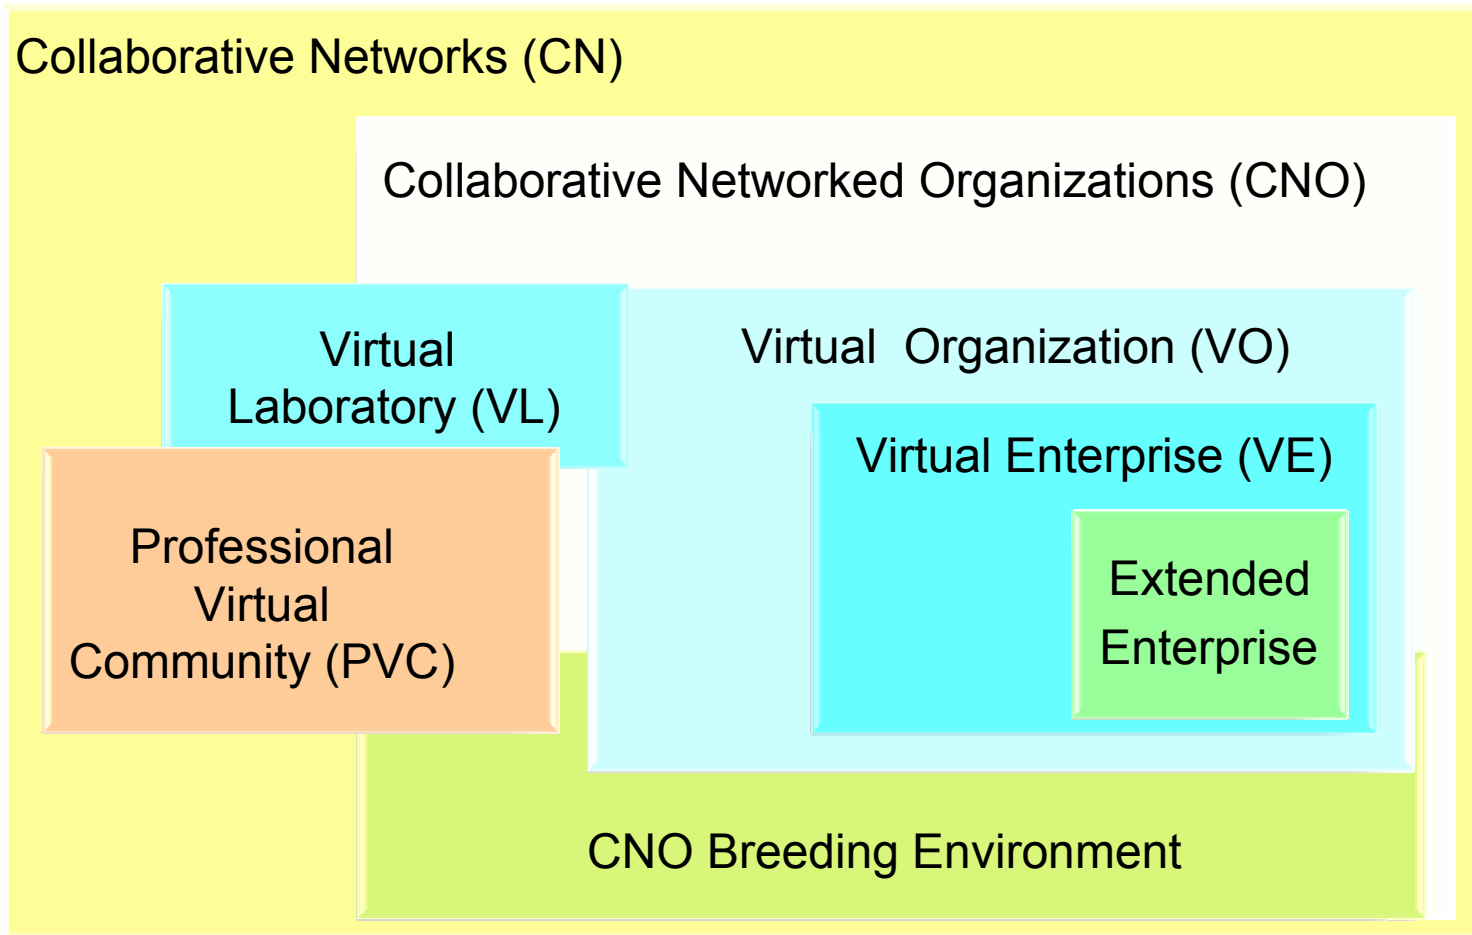 Collaborative Networks (CN)
Collaborative Networked Organizations (CNO)
Virtual
Laboratory (VL)
Virtual Organization (VO)
Virtual Enterprise (VE)
Professional
Virtual
Community (PVC)
Extended
Enterprise
CNO Breeding Environment